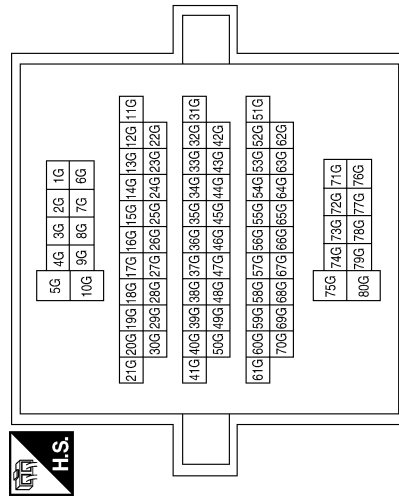 5G 4G 3G 2G 1G
10G 9G 8G 7G 6G
21G 20G 19G 18G 17G 16G 15G 14G 13G 12G 11G
30G 29G 28G 27G 26G 25G 24G 23G 22G
41G 40G 39G 38G 37G 36G 35G 34G 33G 32G 31G
50G 49G 48G 47G 46G 45G 44G 43G 42G
61G 60G 59G 58G 57G 56G 55G 54G 53G 52G 51G
70G 69G 68G 67G 66G 65G 64G 63G 62G
75G 74G 73G 72G 71G
80G 79G 78G 77G 76G
H.S.